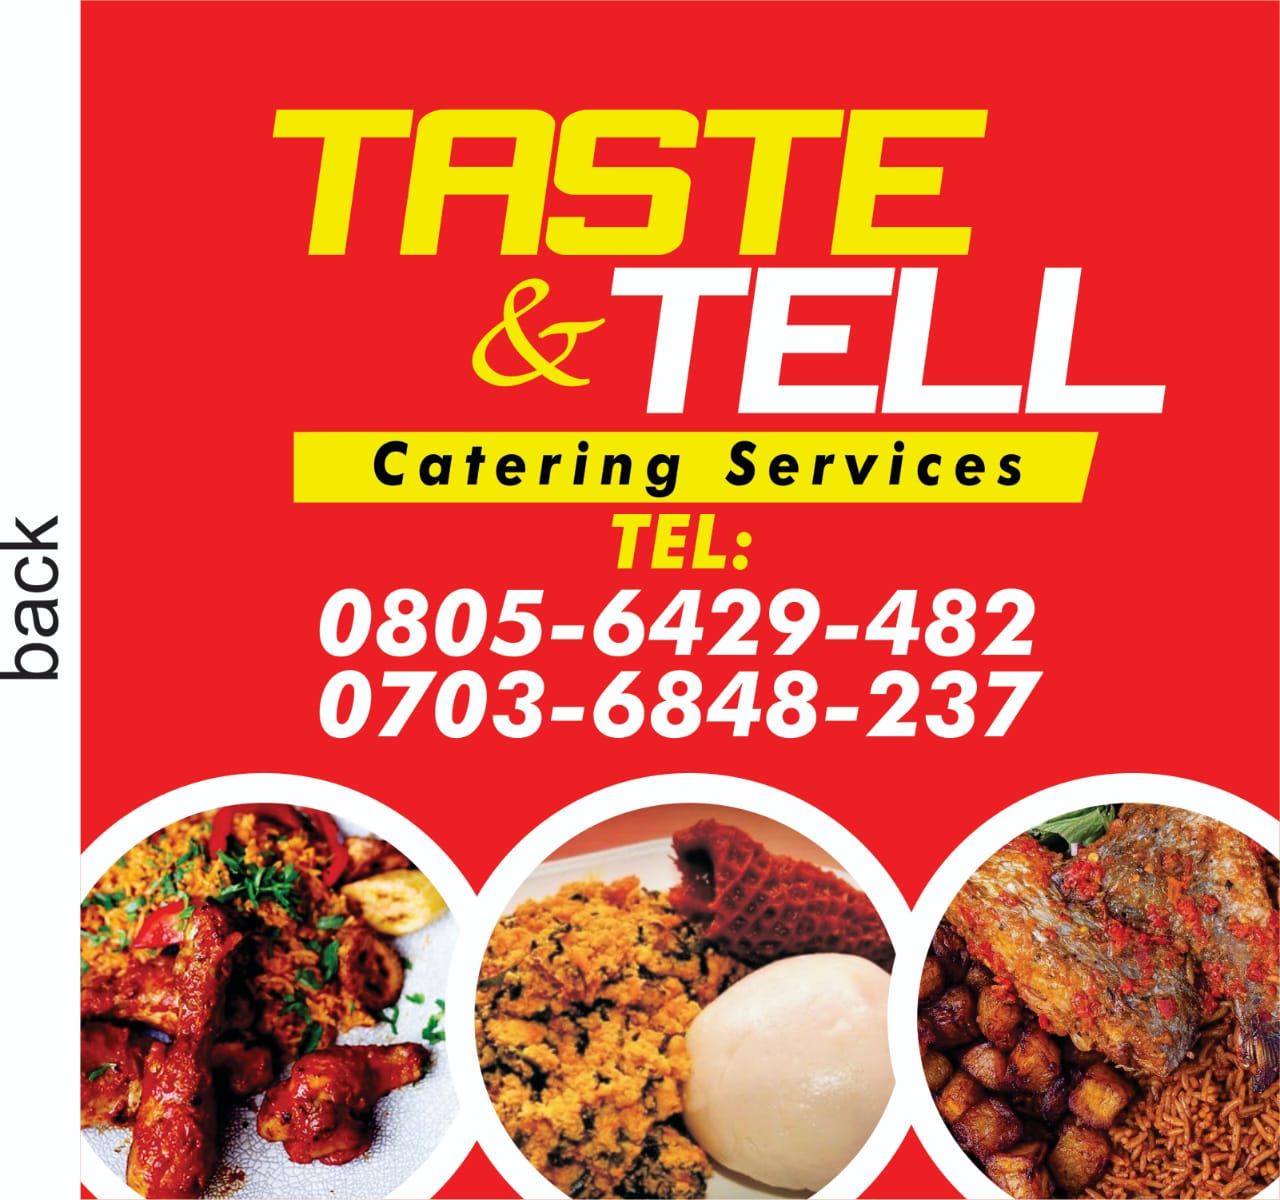 TASTE
& TELL
Catering Services
TEL:
0805-6429-482
0703-6848-237
back